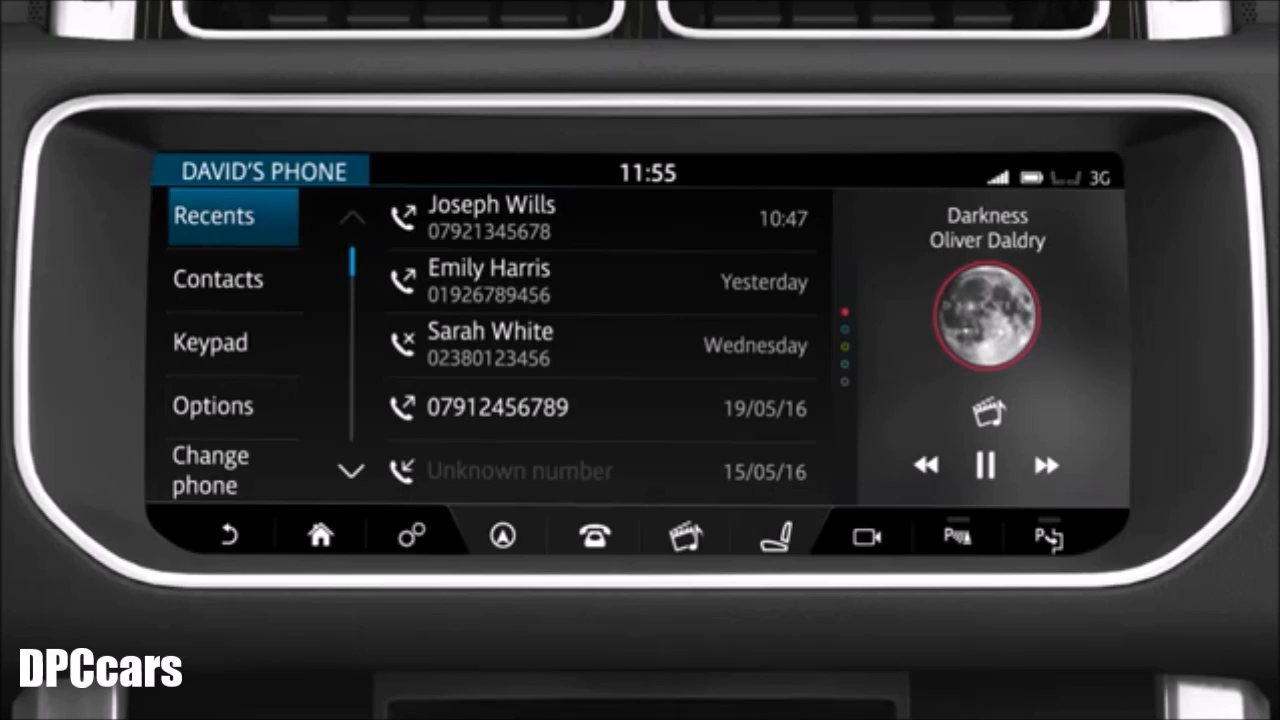 DAVID'S PHONE
11:55
3G
Recents
Contacts
Keypad
Options
Change
phone
Joseph Wills
07921345678
10:47
Emily Harris
01926789456
Yesterday
Sarah White
02380123456
Wednesday
07912456789
19/05/16
Unknown number
15/05/16
Darkness
Oliver Daldry
P
P
DPCcars